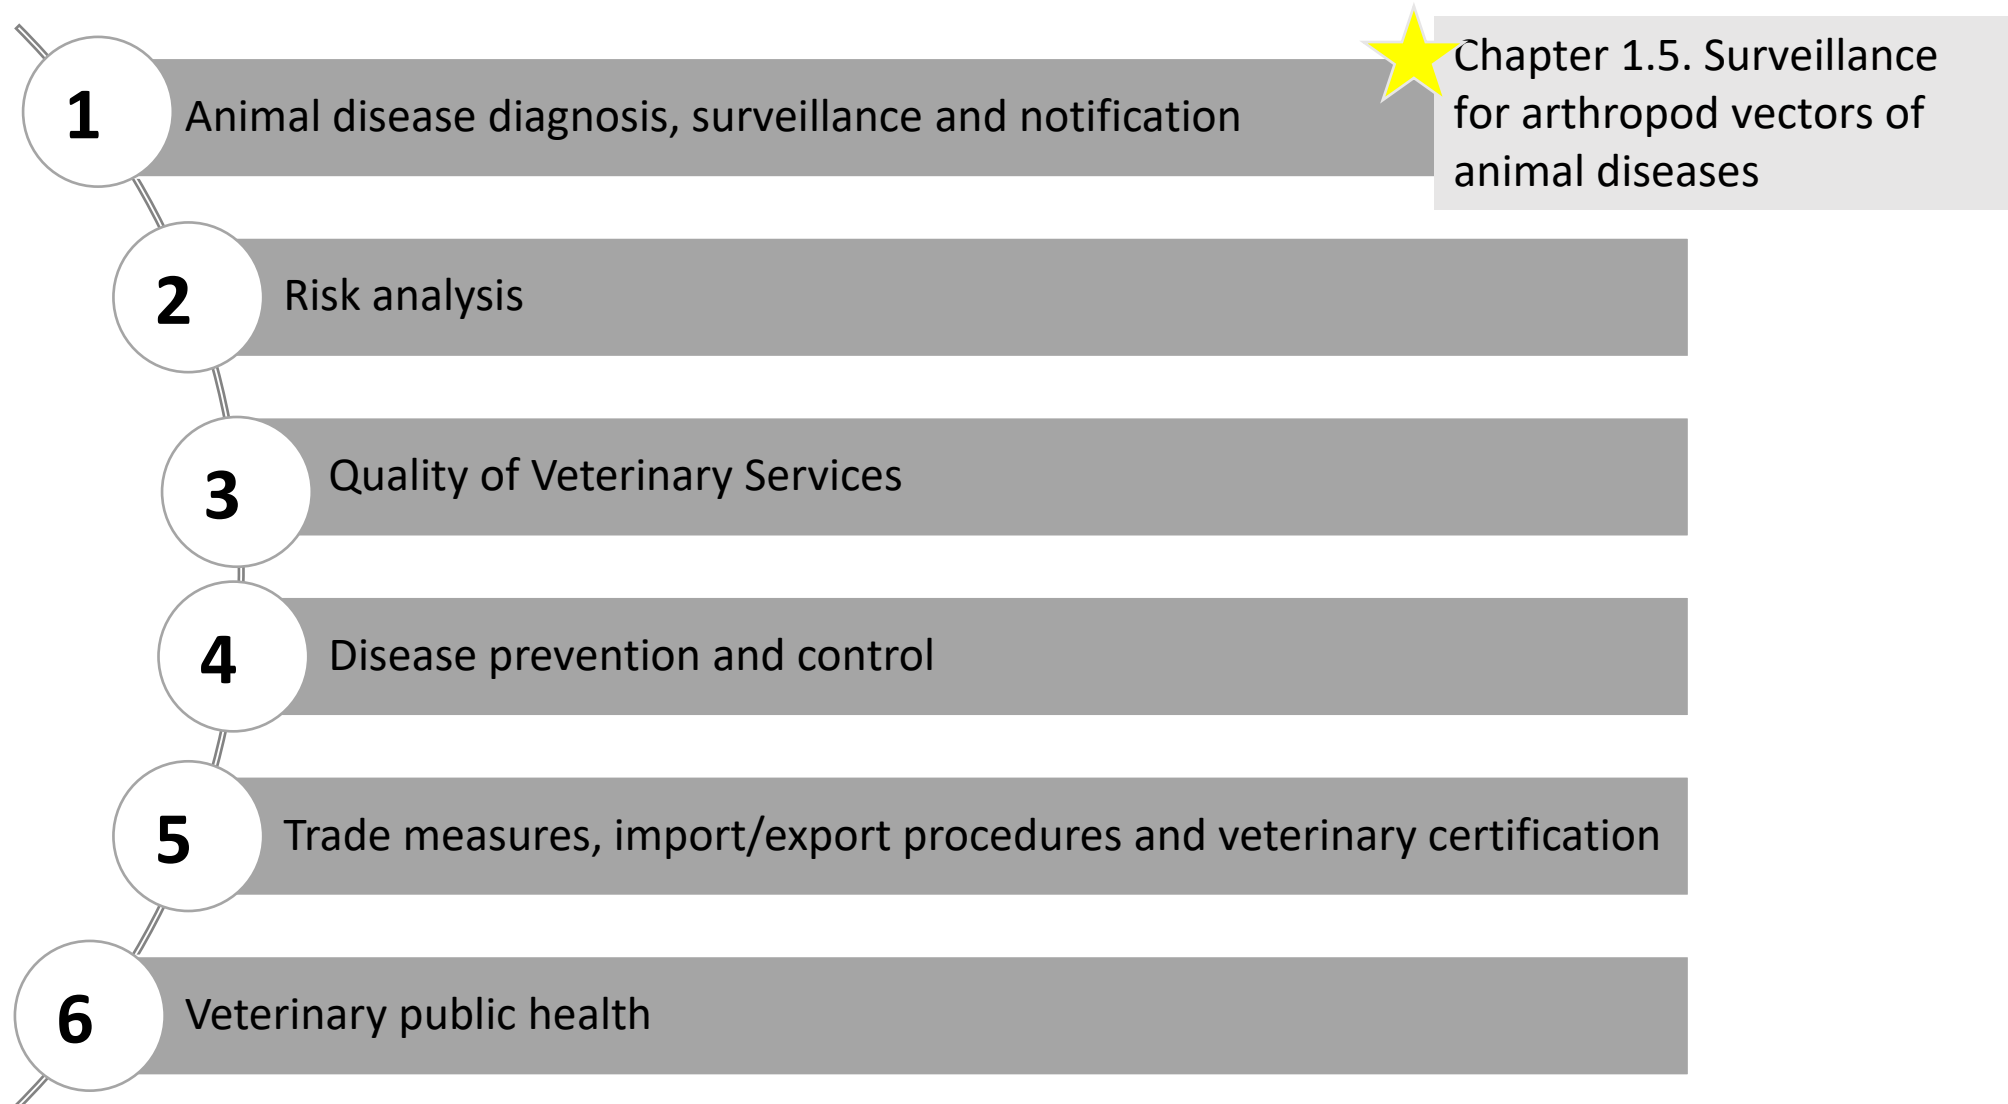 1
Animal disease diagnosis, surveillance and notification
Chapter 1.5. Surveillance
for arthropod vectors of
animal diseases
2
Risk analysis
3
Quality of Veterinary Services
4
Disease prevention and control
5
Trade measures, import/export procedures and veterinary certification
6
Veterinary public health